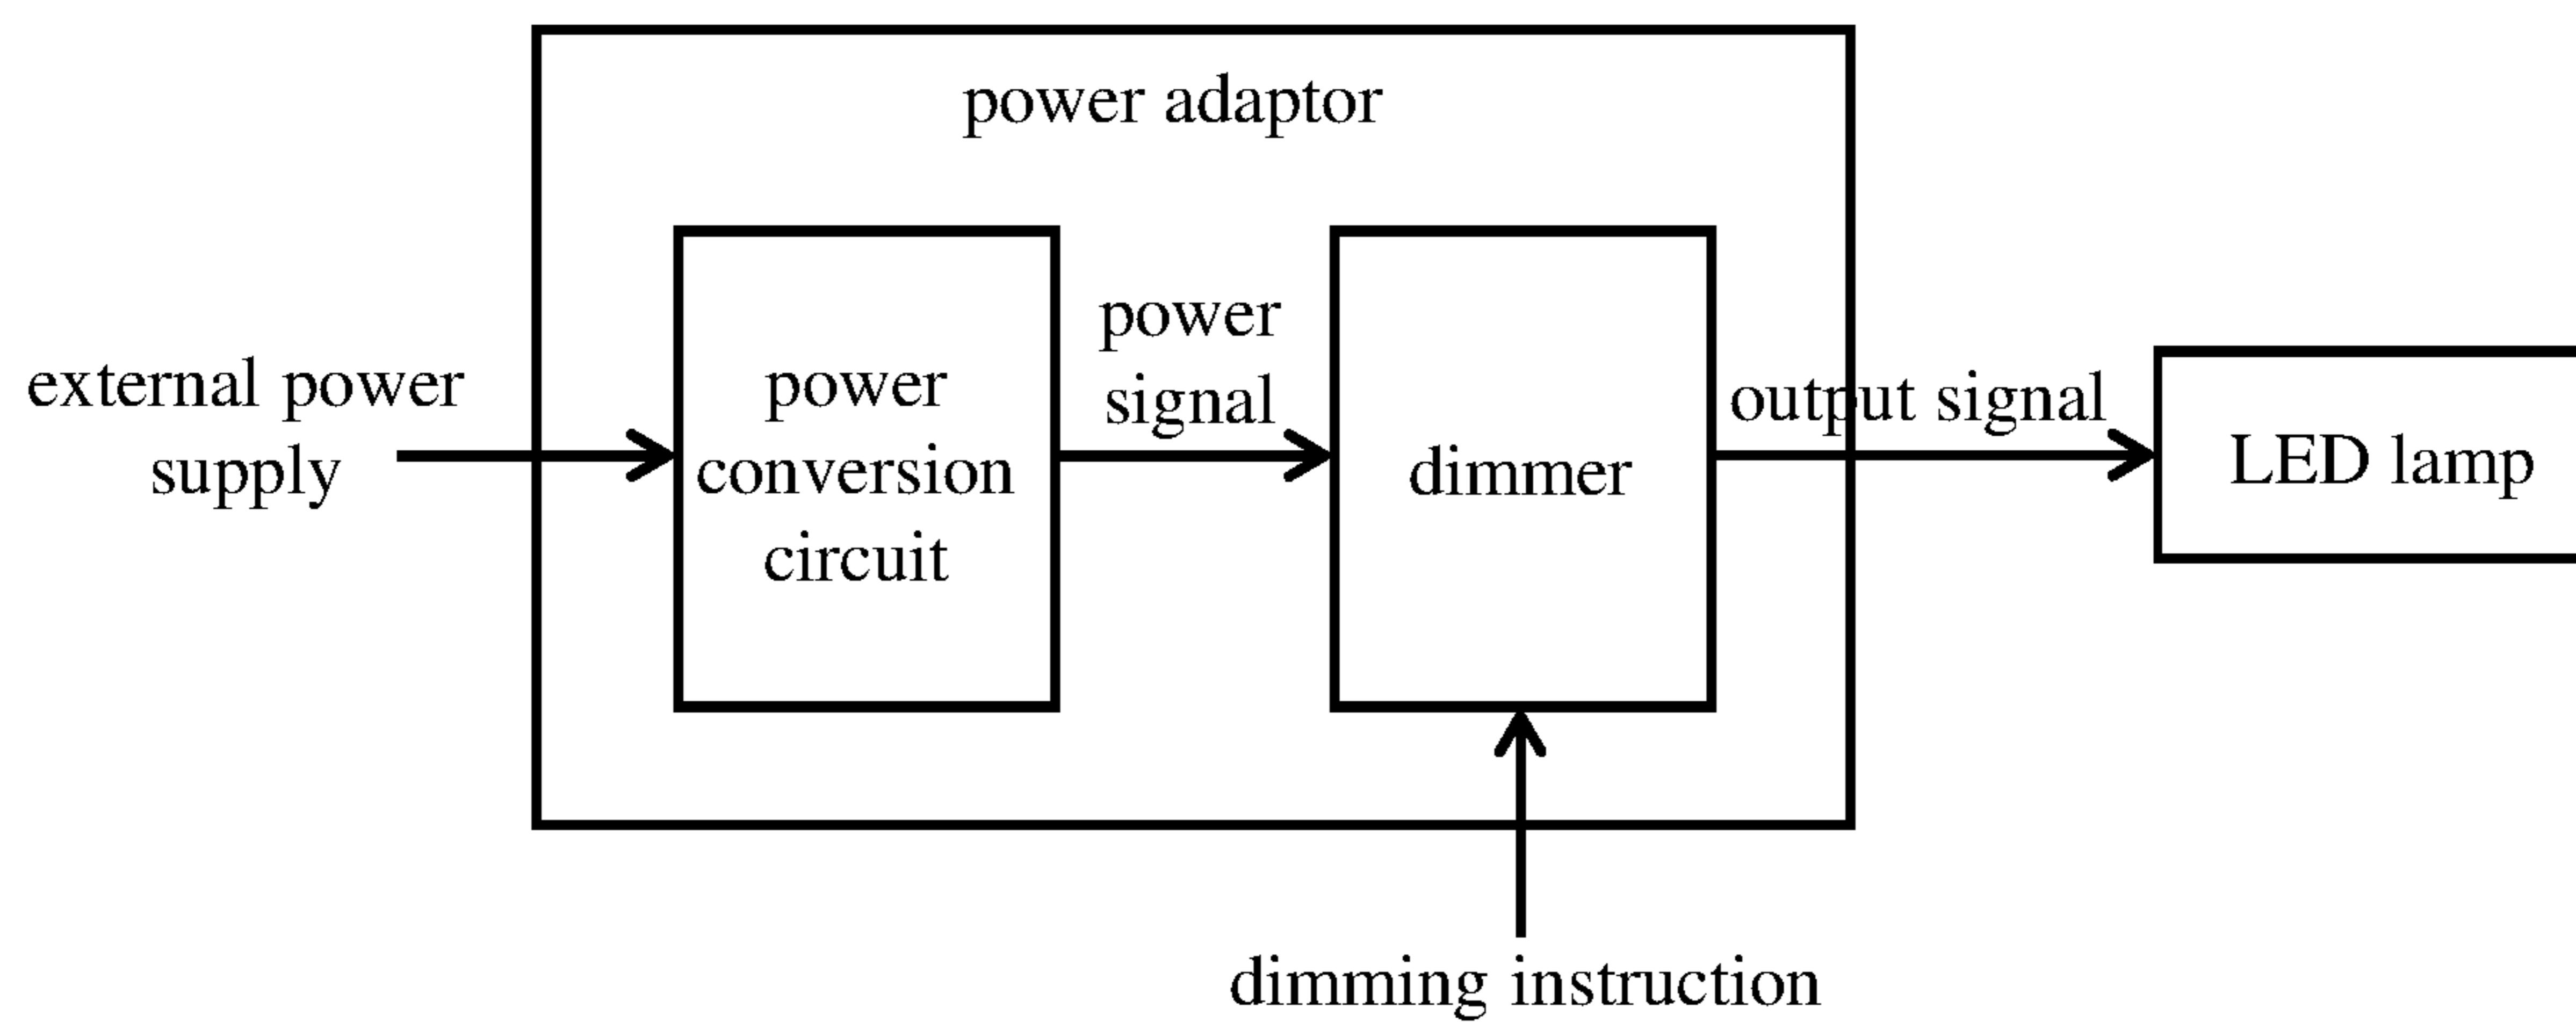 power adaptor
external power
supply
power
conversion
circuit
power
signal
dimmer
output signal
LED lamp
dimming instruction